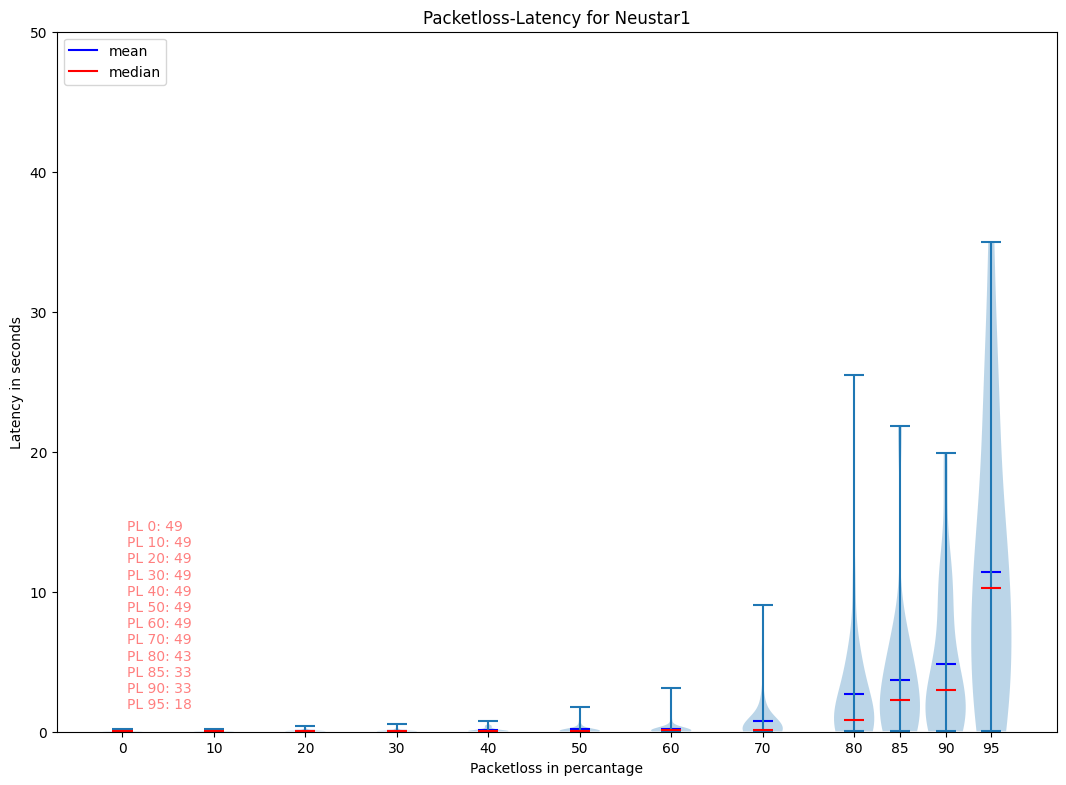 Packetloss-Latency for Neustar1
mean
median
50
40
30
20
10
0
Latency in seconds
PL 0: 49
PL 10: 49
PL 20: 49
PL 30: 49
PL 40: 49
PL 50: 49
PL 60: 49
PL 70: 49
PL 80: 43
PL 85: 33
PL 90: 33
PL 95: 18
0 10 20 30 40 50 60 70 80 85 90 95
Packetloss in percantage